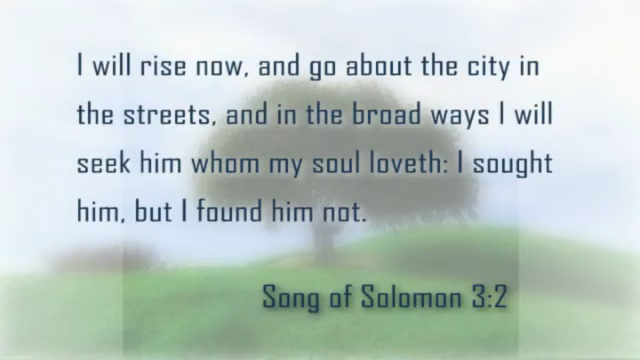 I will rise now, and go about the city in
the streets, and in the broad ways I will
seek him whom my soul loveth: I sought
him, but I found him not.
Song of Solomon 3:2